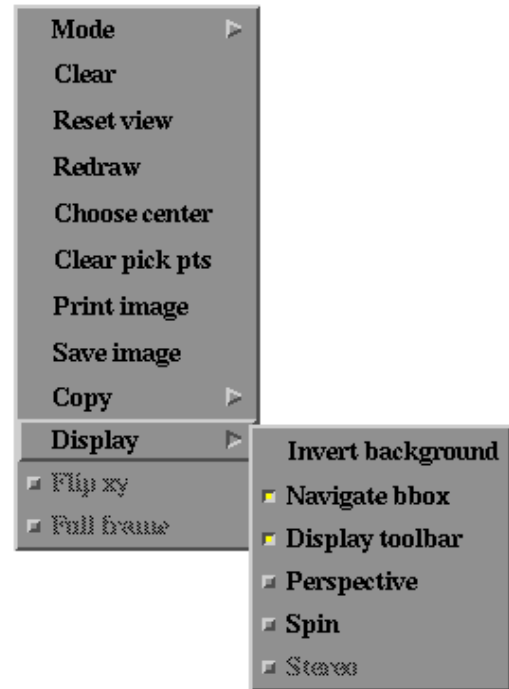 Mode
Clear
Reset view
Redraw
Choose center
Clear pick pts
Print image
Save image
Copy
Display
Flip xy
Full frame
Invert background
Navigate bbox
Display toolbar
Perspective
Spin
Stereo